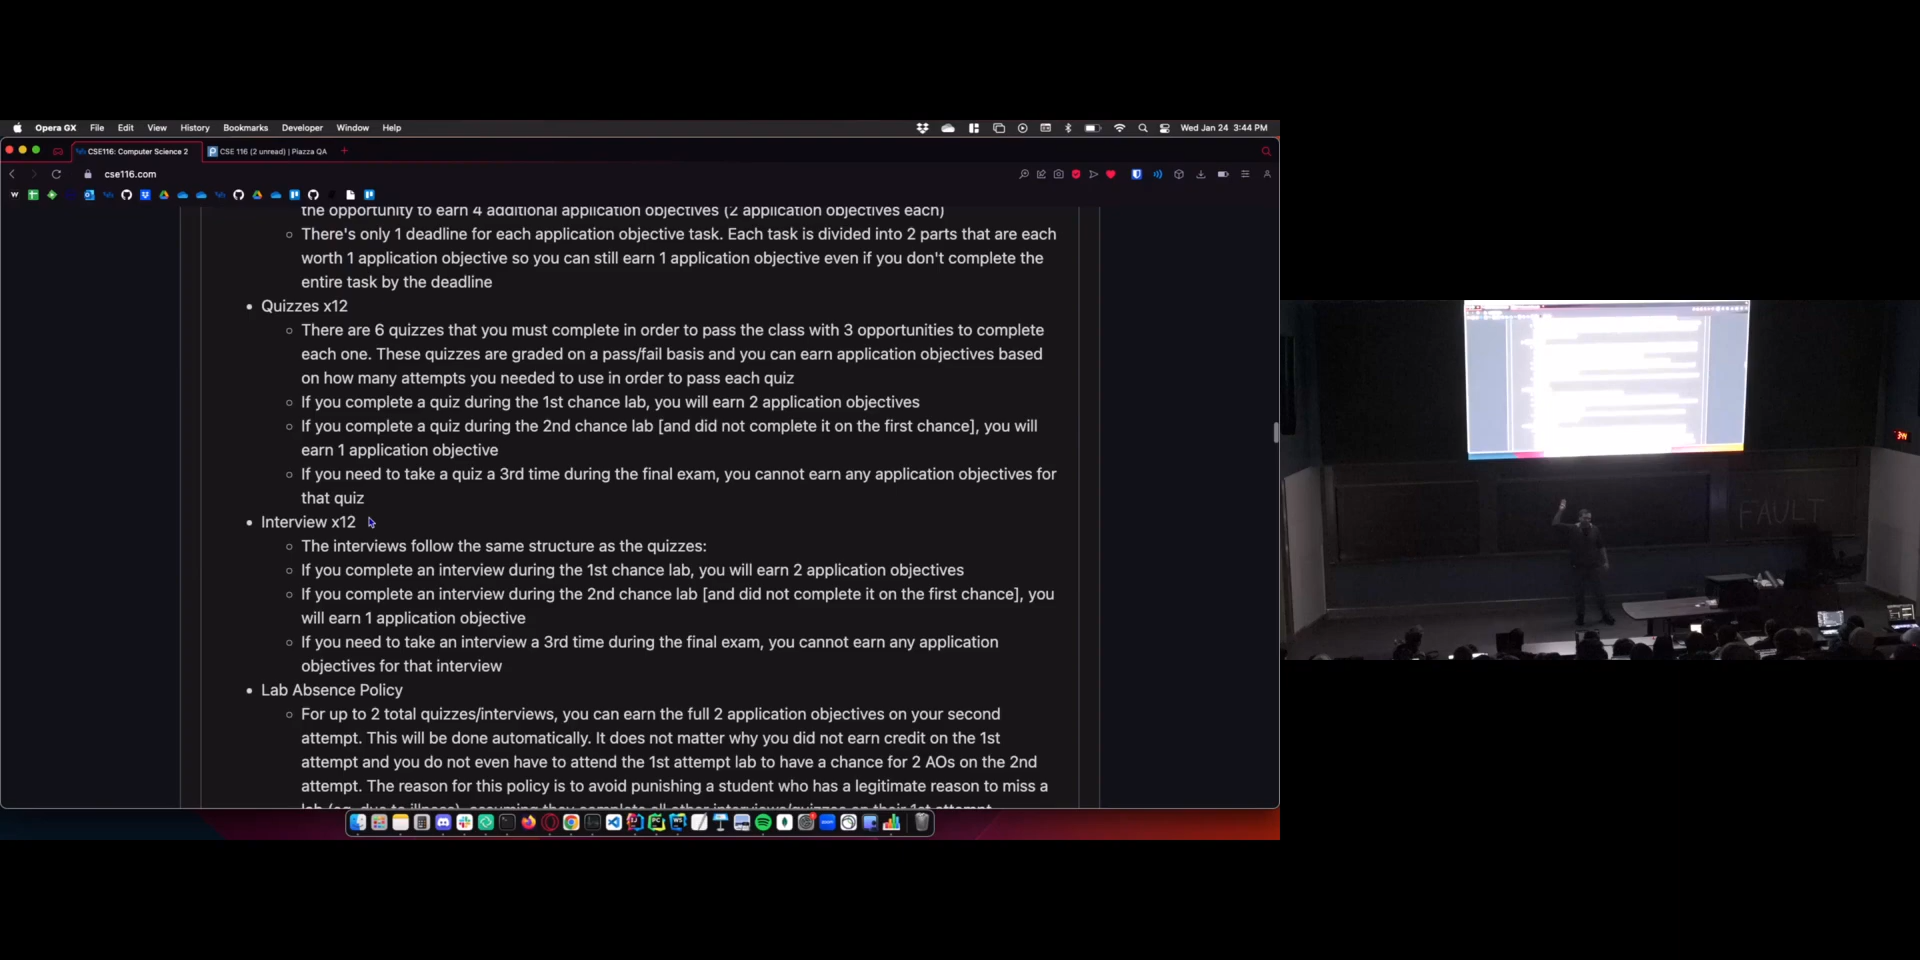 Opera GX File Edit View History Bookmarks Developer Window Help Wed Jan 24 3:44 PM
CSE116: Computer Science 2 CSE 116 (2 unread) | Piazza QA
cse116.com
the opportunity to earn 4 additional application objectives (2 application objectives each)
There's only 1 deadline for each application objective task. Each task is divided into 2 parts that are each
worth 1 application objective so you can still earn 1 application objective even if you don't complete the
entire task by the deadline
Quizzes x12
There are 6 quizzes that you must complete in order to pass the class with 3 opportunities to complete
each one. These quizzes are graded on a pass/fail basis and you can earn application objectives based
on how many attempts you needed to use in order to pass each quiz
If you complete a quiz during the 1st chance lab, you will earn 2 application objectives
If you complete a quiz during the 2nd chance lab [and did not complete it on the first chance], you will
earn 1 application objective
If you need to take a quiz a 3rd time during the final exam, you cannot earn any application objectives for
that quiz
Interview x12
The interviews follow the same structure as the quizzes:
If you complete an interview during the 1st chance lab, you will earn 2 application objectives
If you complete an interview during the 2nd chance lab [and did not complete it on the first chance], you
will earn 1 application objective
If you need to take an interview a 3rd time during the final exam, you cannot earn any application
objectives for that interview
Lab Absence Policy
For up to 2 total quizzes/interviews, you can earn the full 2 application objectives on your second
attempt. This will be done automatically. It does not matter why you did not earn credit on the 1st
attempt and you do not even have to attend the 1st attempt lab to have a chance for 2 AOs on the 2nd
attempt. The reason for this policy is to avoid punishing a student who has a legitimate reason to miss a
lab (eg. due to illness), assuming they complete all other interviews/quizzes on their 1st attempt
FAULT